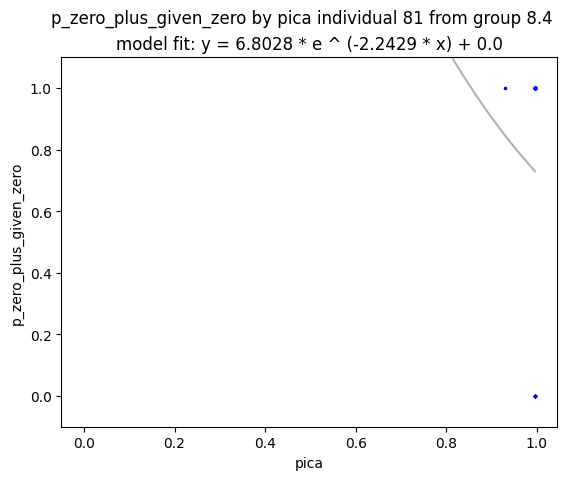 p_zero_plus_given_zero by pica individual 81 from group 8.4
model fit: y = 6.8028 * e ^ (-2.2429 * x) + 0.0
1.0
0.8
0.6
0.4
0.2
0.0
p_zero_plus_given_zero
0.0 0.2 0.4 0.6 0.8 1.0
pica